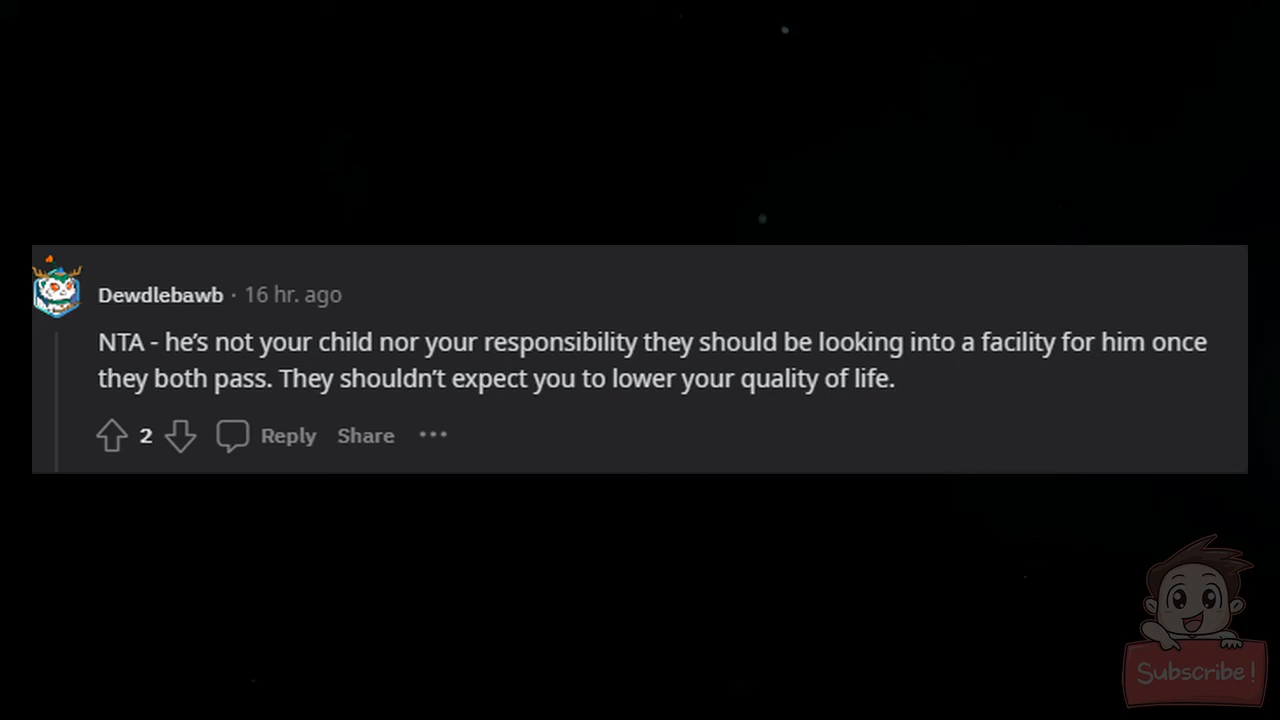 Dewdlebawb · 16 hr. ago
NTA - he's not your child nor your responsibility they should be looking into a facility for him once
they both pass. They shouldn't expect you to lower your quality of life.
2 Reply Share ···
Subscribe!